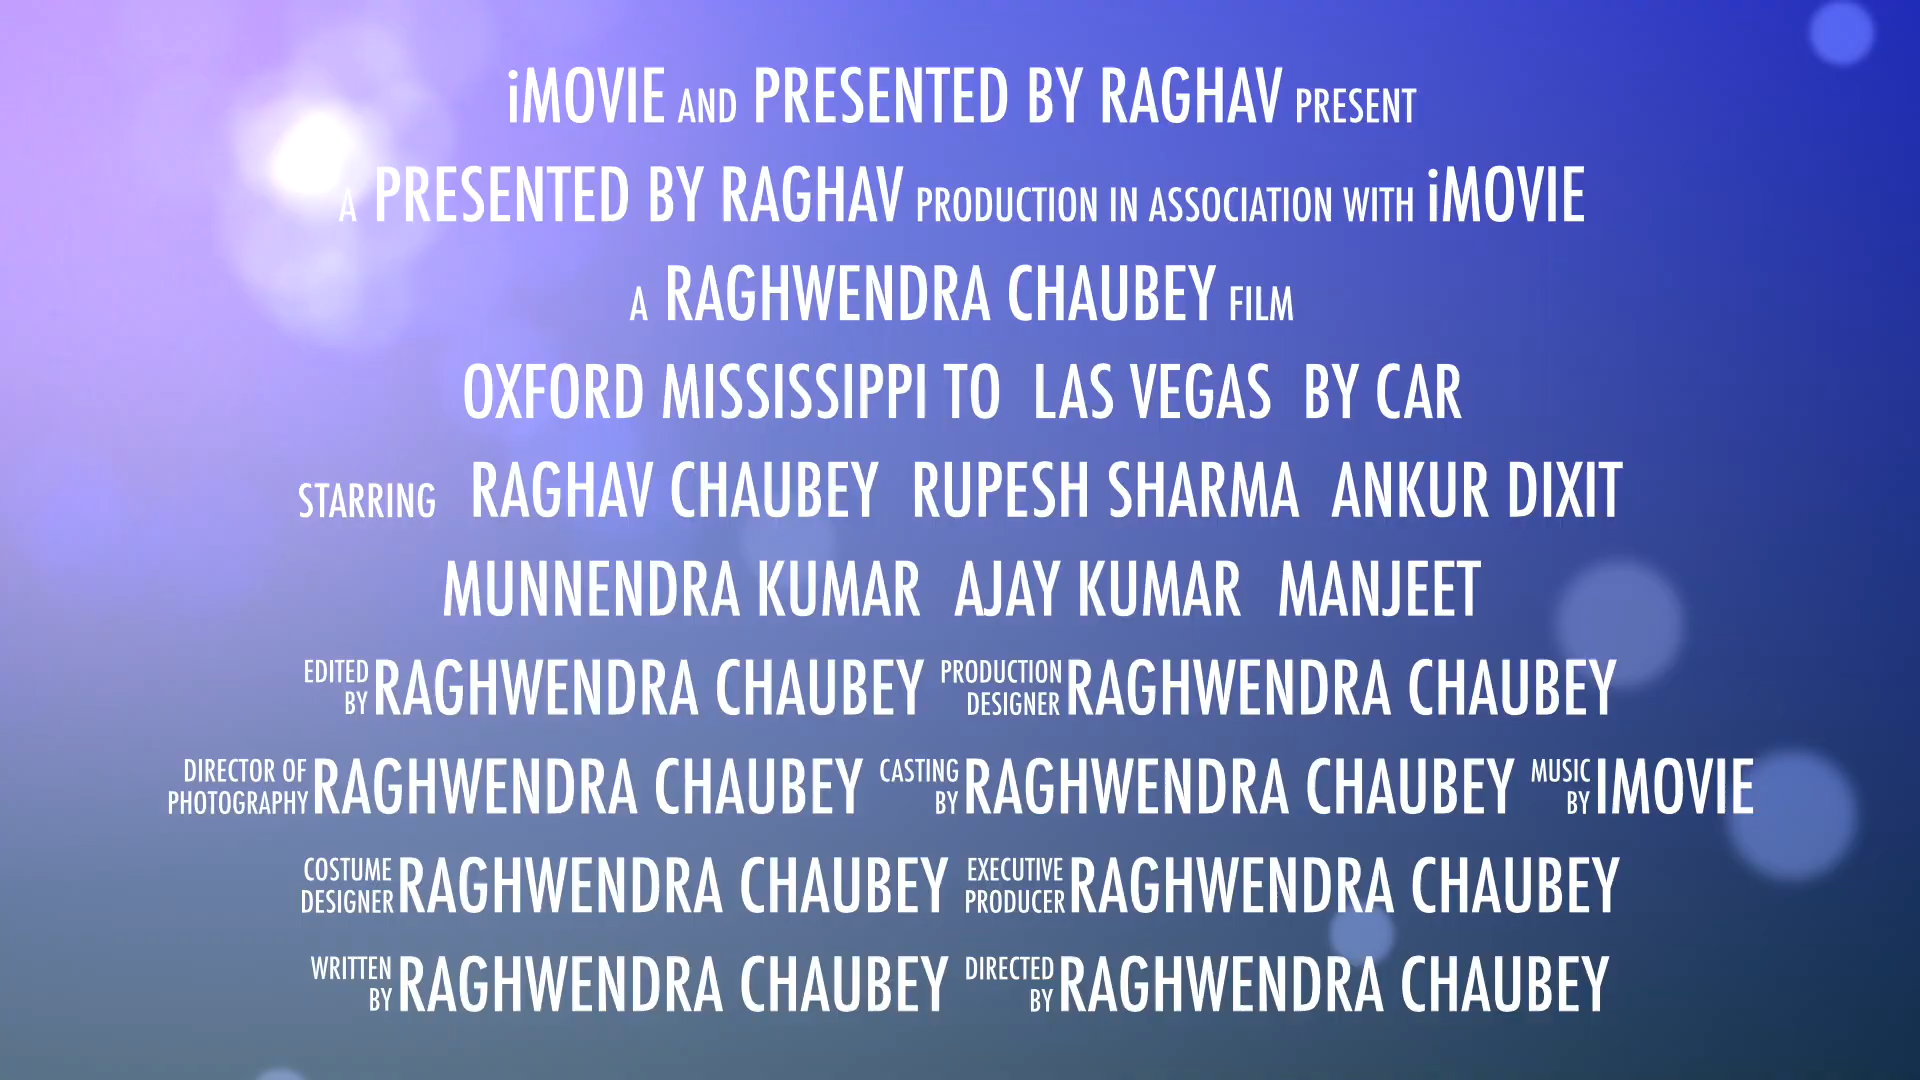 iMOVIE AND PRESENTED BY RAGHAV PRESENT
A PRESENTED BY RAGHAV PRODUCTION IN ASSOCIATION WITH iMOVIE
A RAGHWENDRA CHAUBEY FILM
OXFORD MISSISSIPPI TO LAS VEGAS BY CAR
STARRING RAGHAV CHAUBEY RUPESH SHARMA ANKUR DIXIT
MUNNENDRA KUMAR AJAY KUMAR MANJEET
EDITED BY RAGHWENDRA CHAUBEY PRODUCTION DESIGNER RAGHWENDRA CHAUBEY
DIRECTOR OF PHOTOGRAPHY RAGHWENDRA CHAUBEY CASTING BY RAGHWENDRA CHAUBEY MUSIC BY IMOVIE
COSTUME DESIGNER RAGHWENDRA CHAUBEY EXECUTIVE PRODUCER RAGHWENDRA CHAUBEY
WRITTEN BY RAGHWENDRA CHAUBEY DIRECTED BY RAGHWENDRA CHAUBEY